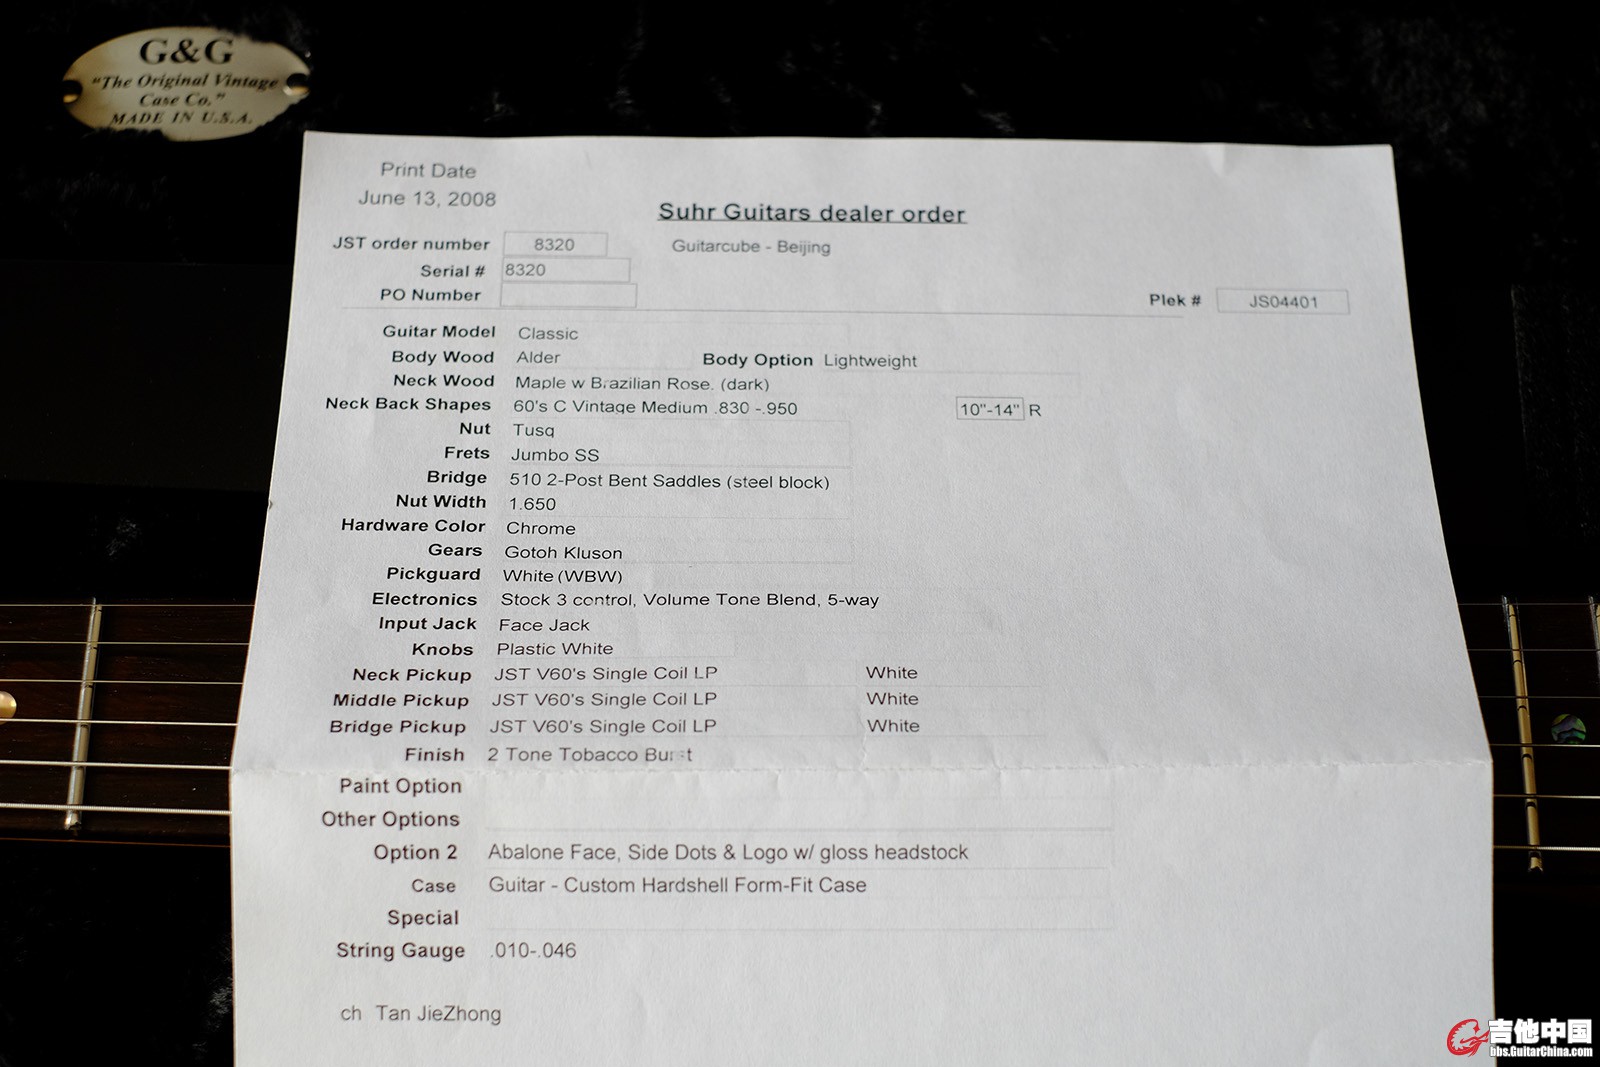 G&G
"The Original Vintage
Case Co."
MADE IN U.S.A.
Print Date
June 13, 2008
Suhr Guitars dealer order
JST order number 8320 Guitarcube - Beijing
Serial # 8320
PO Number
Plek # JS04401
Guitar Model Classic
Body Wood Alder Body Option Lightweight
Neck Wood Maple w Brazilian Rose. (dark)
Neck Back Shapes 60's C Vintage Medium .830 -.950 10"-14" R
Nut Tusq
Frets Jumbo SS
Bridge 510 2-Post Bent Saddles (steel block)
Nut Width 1.650
Hardware Color Chrome
Gears Gotoh Kluson
Pickguard White (WBW)
Electronics Stock 3 control, Volume Tone Blend, 5-way
Input Jack Face Jack
Knobs Plastic White
Neck Pickup JST V60's Single Coil LP White
Middle Pickup JST V60's Single Coil LP White
Bridge Pickup JST V60's Single Coil LP White
Finish 2 Tone Tobacco Burst
Paint Option
Other Options
Option 2 Abalone Face, Side Dots & Logo w/ gloss headstock
Case Guitar - Custom Hardshell Form-Fit Case
Special
String Gauge .010-.046
ch Tan JieZhong
吉他中国
bbs.GuitarChina.com